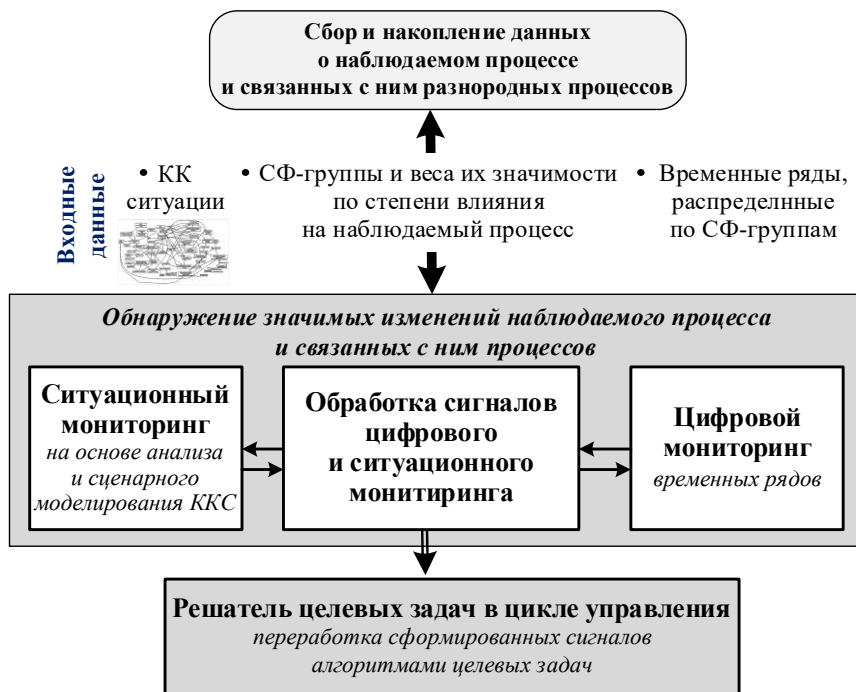 Сбор и накопление данных
о наблюдаемом процессе
и связанных с ним разнородных процессов
Входные
данные
• КК
ситуации
• СФ-группы и веса их значимости
по степени влияния
на наблюдаемый процесс
• Временные ряды,
распределнные
по СФ-группам
Обнаружение значимых изменений наблюдаемого процесса
и связанных с ним процессов
Ситуационный
мониторинг
на основе анализа
и сценарного
моделирования ККС
Обработка сигналов
цифрового
и ситуационного
монитиринга
Цифровой
мониторинг
временных рядов
Решатель целевых задач в цикле управления
переработка сформированных сигналов
алгоритмами целевых задач